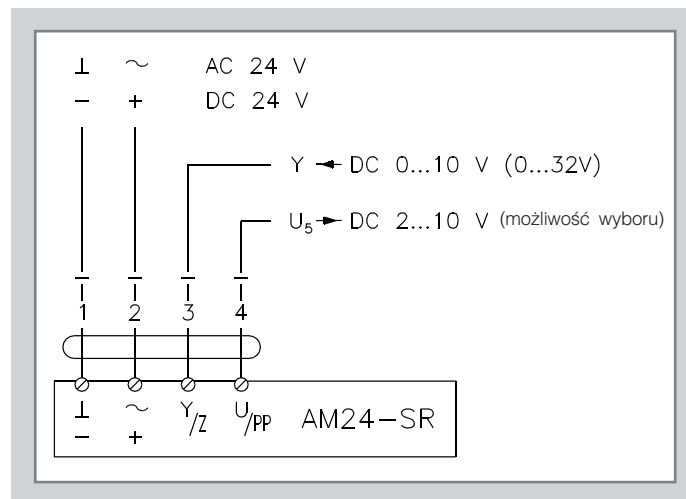 ⊥ ~ AC 24 V
− + DC 24 V
Y ◄ DC 0...10 V (0...32V)
U₅ ► DC 2...10 V (możliwość wyboru)
1 2 3 4
⊥ ~ Y/Z U/PP AM24−SR
− +